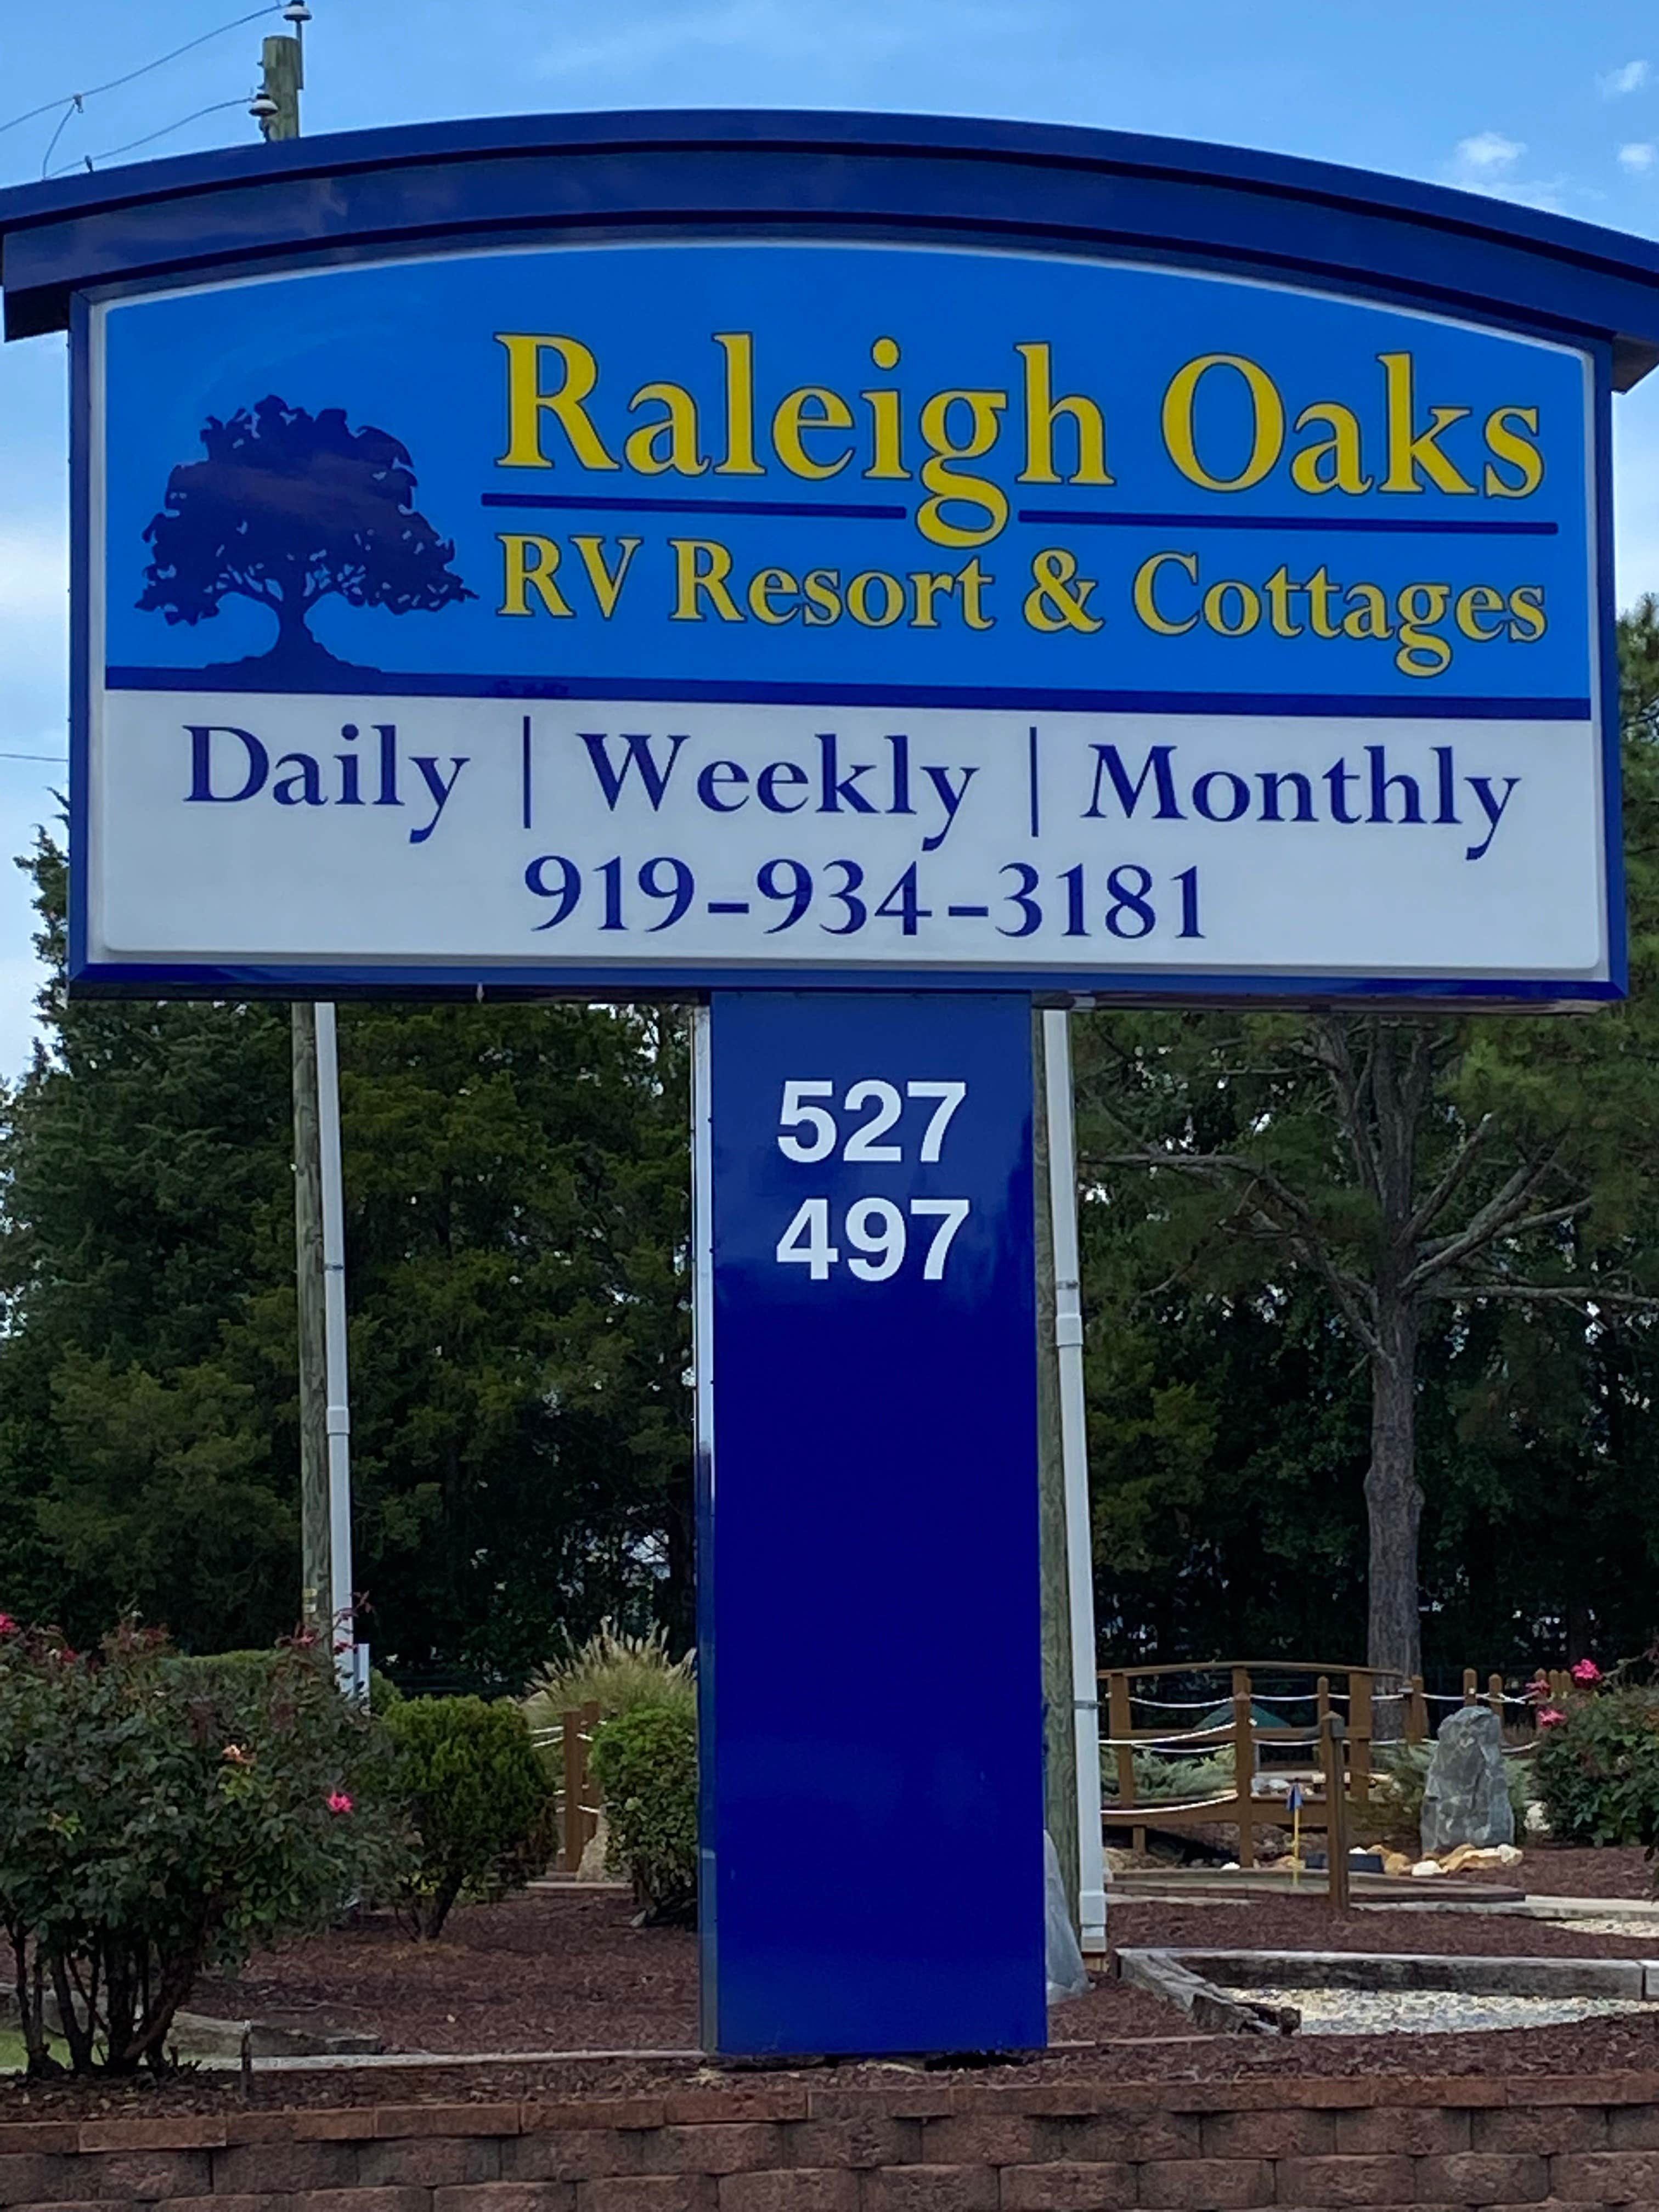 Raleigh Oaks
RV Resort & Cottages
Daily | Weekly | Monthly
919-934-3181
527
497